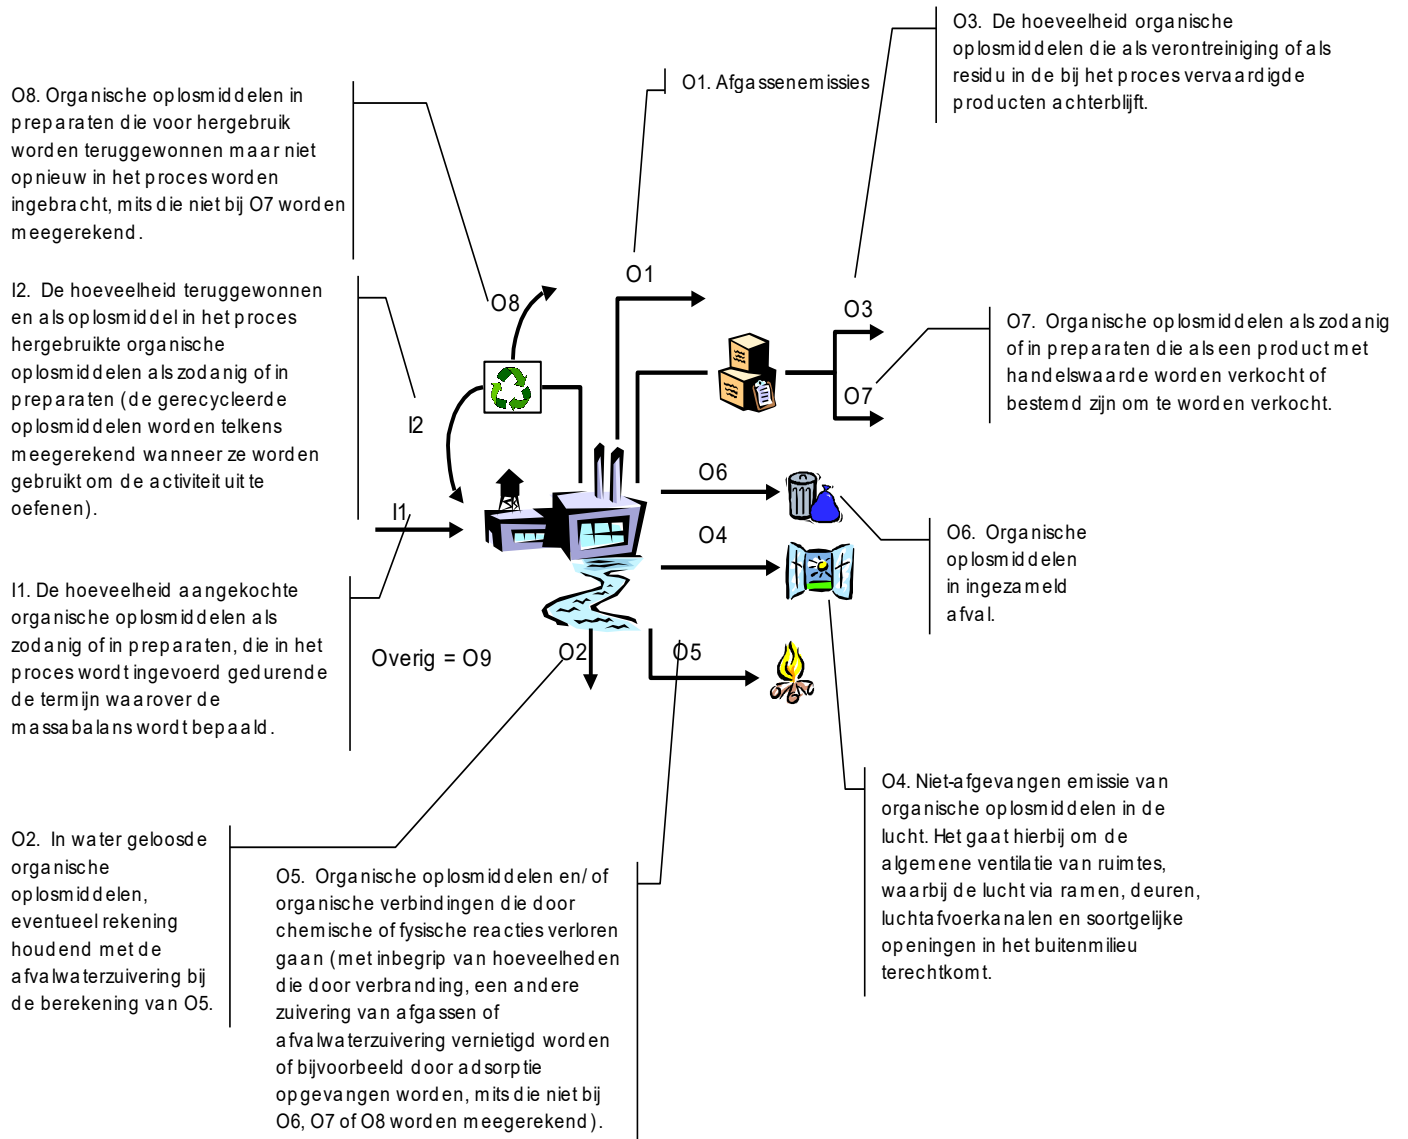 O3. De hoeveelheid organische
oplosmiddelen die als verontreiniging of als
residu in de bij het proces vervaardigde
producten achterblijft.
O1. Afgassenemissies
O8. Organische oplosmiddelen in
preparaten die voor hergebruik
worden teruggewonnen maar niet
opnieuw in het proces worden
ingebracht, mits die niet bij O7 worden
meegerekend.
I2. De hoeveelheid teruggewonnen
en als oplosmiddel in het proces
hergebruikte organische
oplosmiddelen als zodanig of in
preparaten (de gerecycleerde
oplosmiddelen worden telkens
meegerekend wanneer ze worden
gebruikt om de activiteit uit te
oefenen).
O1
O8
O3
O7
O7. Organische oplosmiddelen als zodanig
of in preparaten die als een product met
handelswaarde worden verkocht of
bestemd zijn om te worden verkocht.
I2
I1
O6
O4
O6. Organische
oplosmiddelen
in ingezameld
afval.
I1. De hoeveelheid aangekochte
organische oplosmiddelen als
zodanig of in preparaten, die in het
proces wordt ingevoerd gedurende
de termijn waarover de
massabalans wordt bepaald.
Overig = O9
O2
O5
O4. Niet-afgevangen emissie van
organische oplosmiddelen in de
lucht. Het gaat hierbij om de
algemene ventilatie van ruimtes,
waarbij de lucht via ramen, deuren,
luchtafvoerkanalen en soortgelijke
openingen in het buitenmilieu
terechtkomt.
O2. In water geloosde
organische
oplosmiddelen,
eventueel rekening
houdend met de
afvalwaterzuivering bij
de berekening van O5.
O5. Organische oplosmiddelen en/ of
organische verbindingen die door
chemische of fysische reacties verloren
gaan (met inbegrip van hoeveelheden
die door verbranding, een andere
zuivering van afgassen of
afvalwaterzuivering vernietigd worden
of bijvoorbeeld door adsorptie
opgevangen worden, mits die niet bij
O6, O7 of O8 worden meegerekend).